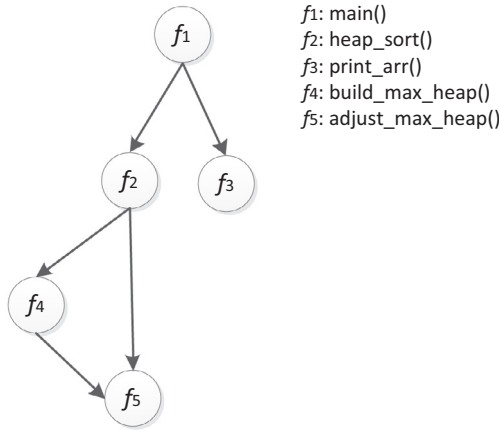 f1
f1: main()
f2: heap_sort()
f3: print_arr()
f4: build_max_heap()
f5: adjust_max_heap()
f2
f3
f4
f5